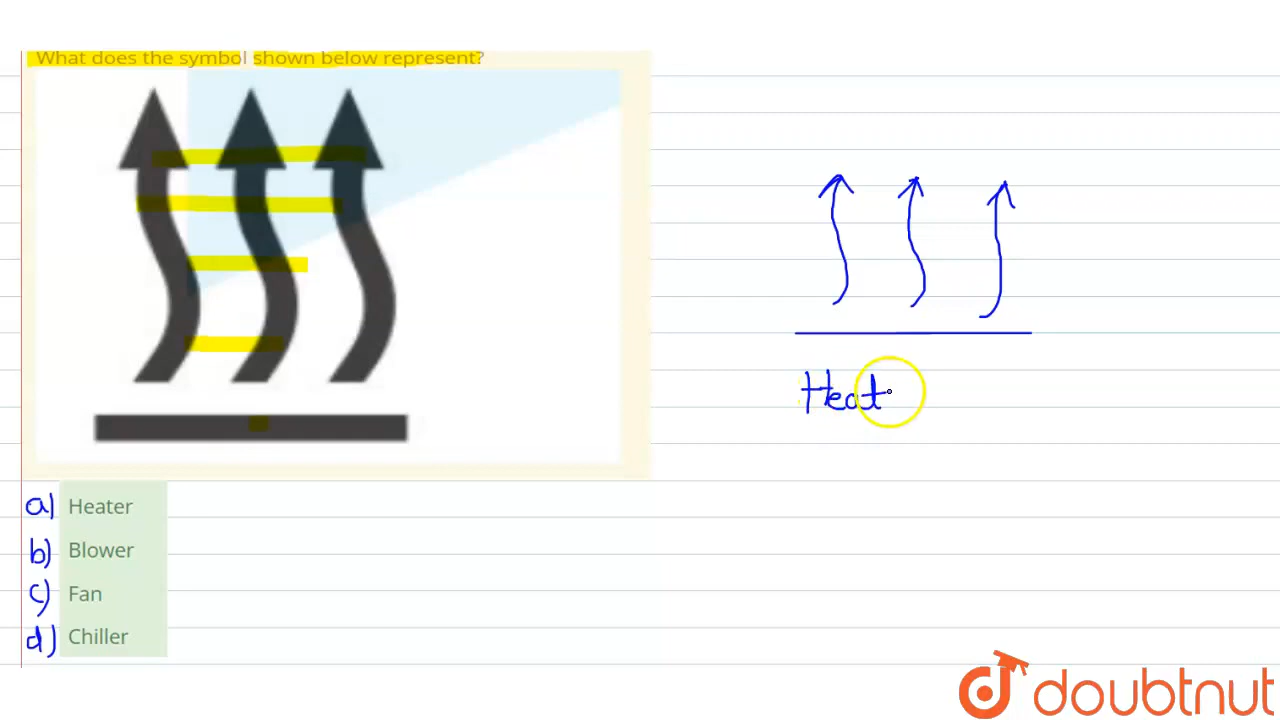 What does the symbol shown below represent?
Heat
a) Heater
b) Blower
c) Fan
d) Chiller
doubtnut